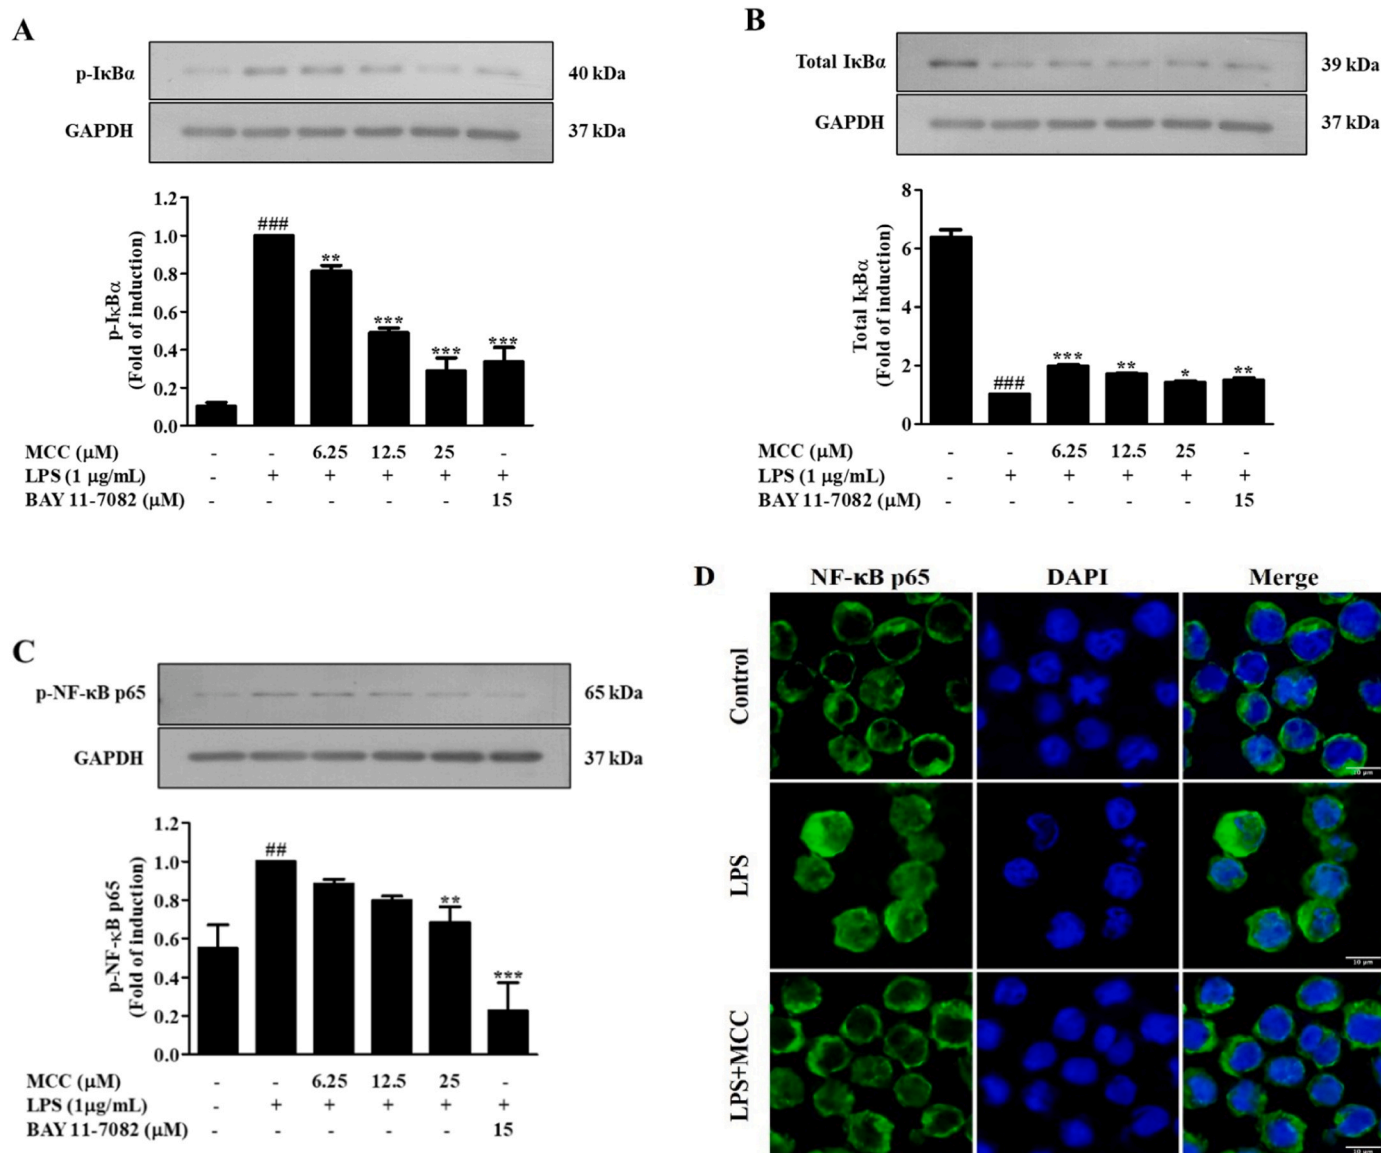 A
p-IκBα
40 kDa
GAPDH
37 kDa
1.2
1.0
0.8
0.6
0.4
0.2
0.0
p-IκBα
(Fold of induction)
###
**
***
***
***
MCC (μM) - - 6.25 12.5 25 -
LPS (1 μg/mL) - + + + + +
BAY 11-7082 (μM) - - - - - 15
B
Total IκBα
39 kDa
GAPDH
37 kDa
8
6
4
2
0
Total IκBα
(Fold of induction)
###
***
**
*
**
MCC (μM) - - 6.25 12.5 25 -
LPS (1 μg/mL) - + + + + +
BAY 11-7082 (μM) - - - - - 15
C
p-NF-κB p65
65 kDa
GAPDH
37 kDa
1.2
1.0
0.8
0.6
0.4
0.2
0.0
p-NF-κB p65
(Fold of induction)
##
**
***
MCC (μM) - - 6.25 12.5 25 -
LPS (1μg/mL) - + + + + +
BAY 11-7082 (μM) - - - - - 15
D
NF-κB p65
DAPI
Merge
Control
10 μm
LPS
10 μm
LPS+MCC
10 μm